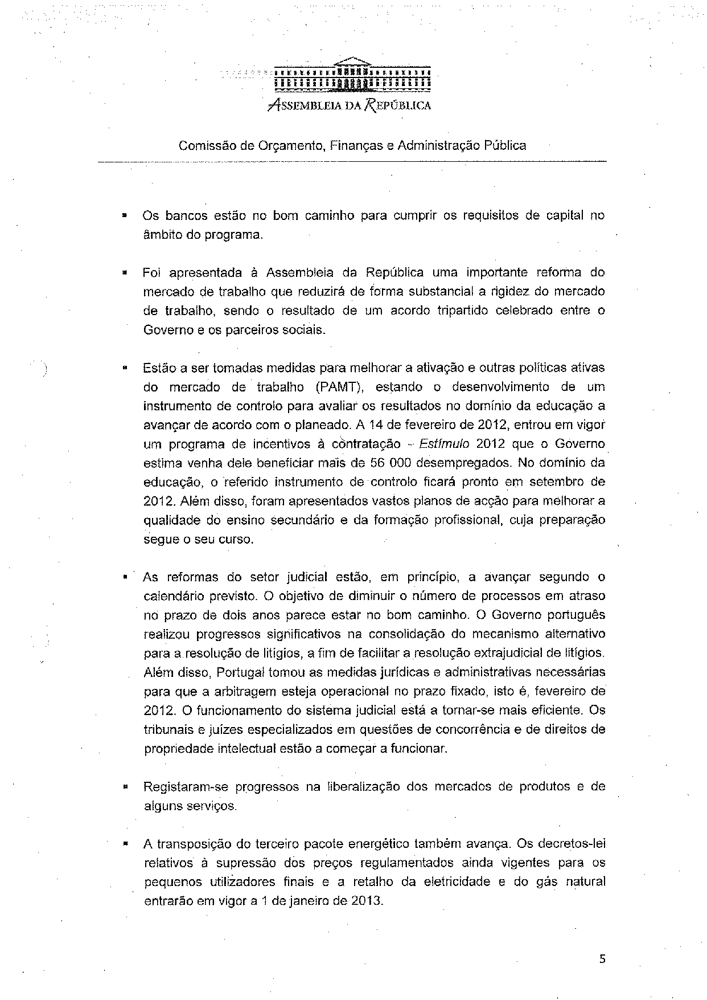 ASSEMBLEIA DA REPÚBLICA
Comissão de Orçamento, Finanças e Administração Pública
▪ Os bancos estão no bom caminho para cumprir os requisitos de capital no
âmbito do programa.
▪ Foi apresentada à Assembleia da República uma importante reforma do
mercado de trabalho que reduzirá de forma substancial a rigidez do mercado
de trabalho, sendo o resultado de um acordo tripartido celebrado entre o
Governo e os parceiros sociais.
▪ Estão a ser tomadas medidas para melhorar a ativação e outras políticas ativas
do mercado de trabalho (PAMT), estando o desenvolvimento de um
instrumento de controlo para avaliar os resultados no domínio da educação a
avançar de acordo com o planeado. A 14 de fevereiro de 2012, entrou em vigor
um programa de incentivos à contratação - Estímulo 2012 que o Governo
estima venha dele beneficiar mais de 56 000 desempregados. No domínio da
educação, o referido instrumento de controlo ficará pronto em setembro de
2012. Além disso, foram apresentados vastos planos de acção para melhorar a
qualidade do ensino secundário e da formação profissional, cuja preparação
segue o seu curso.
▪ As reformas do setor judicial estão, em princípio, a avançar segundo o
calendário previsto. O objetivo de diminuir o número de processos em atraso
no prazo de dois anos parece estar no bom caminho. O Governo português
realizou progressos significativos na consolidação do mecanismo alternativo
para a resolução de litígios, a fim de facilitar a resolução extrajudicial de litígios.
Além disso, Portugal tomou as medidas jurídicas e administrativas necessárias
para que a arbitragem esteja operacional no prazo fixado, isto é, fevereiro de
2012. O funcionamento do sistema judicial está a tornar-se mais eficiente. Os
tribunais e juízes especializados em questões de concorrência e de direitos de
propriedade intelectual estão a começar a funcionar.
▪ Registaram-se progressos na liberalização dos mercados de produtos e de
alguns serviços.
▪ A transposição do terceiro pacote energético também avança. Os decretos-lei
relativos à supressão dos preços regulamentados ainda vigentes para os
pequenos utilizadores finais e a retalho da eletricidade e do gás natural
entrarão em vigor a 1 de janeiro de 2013.
5